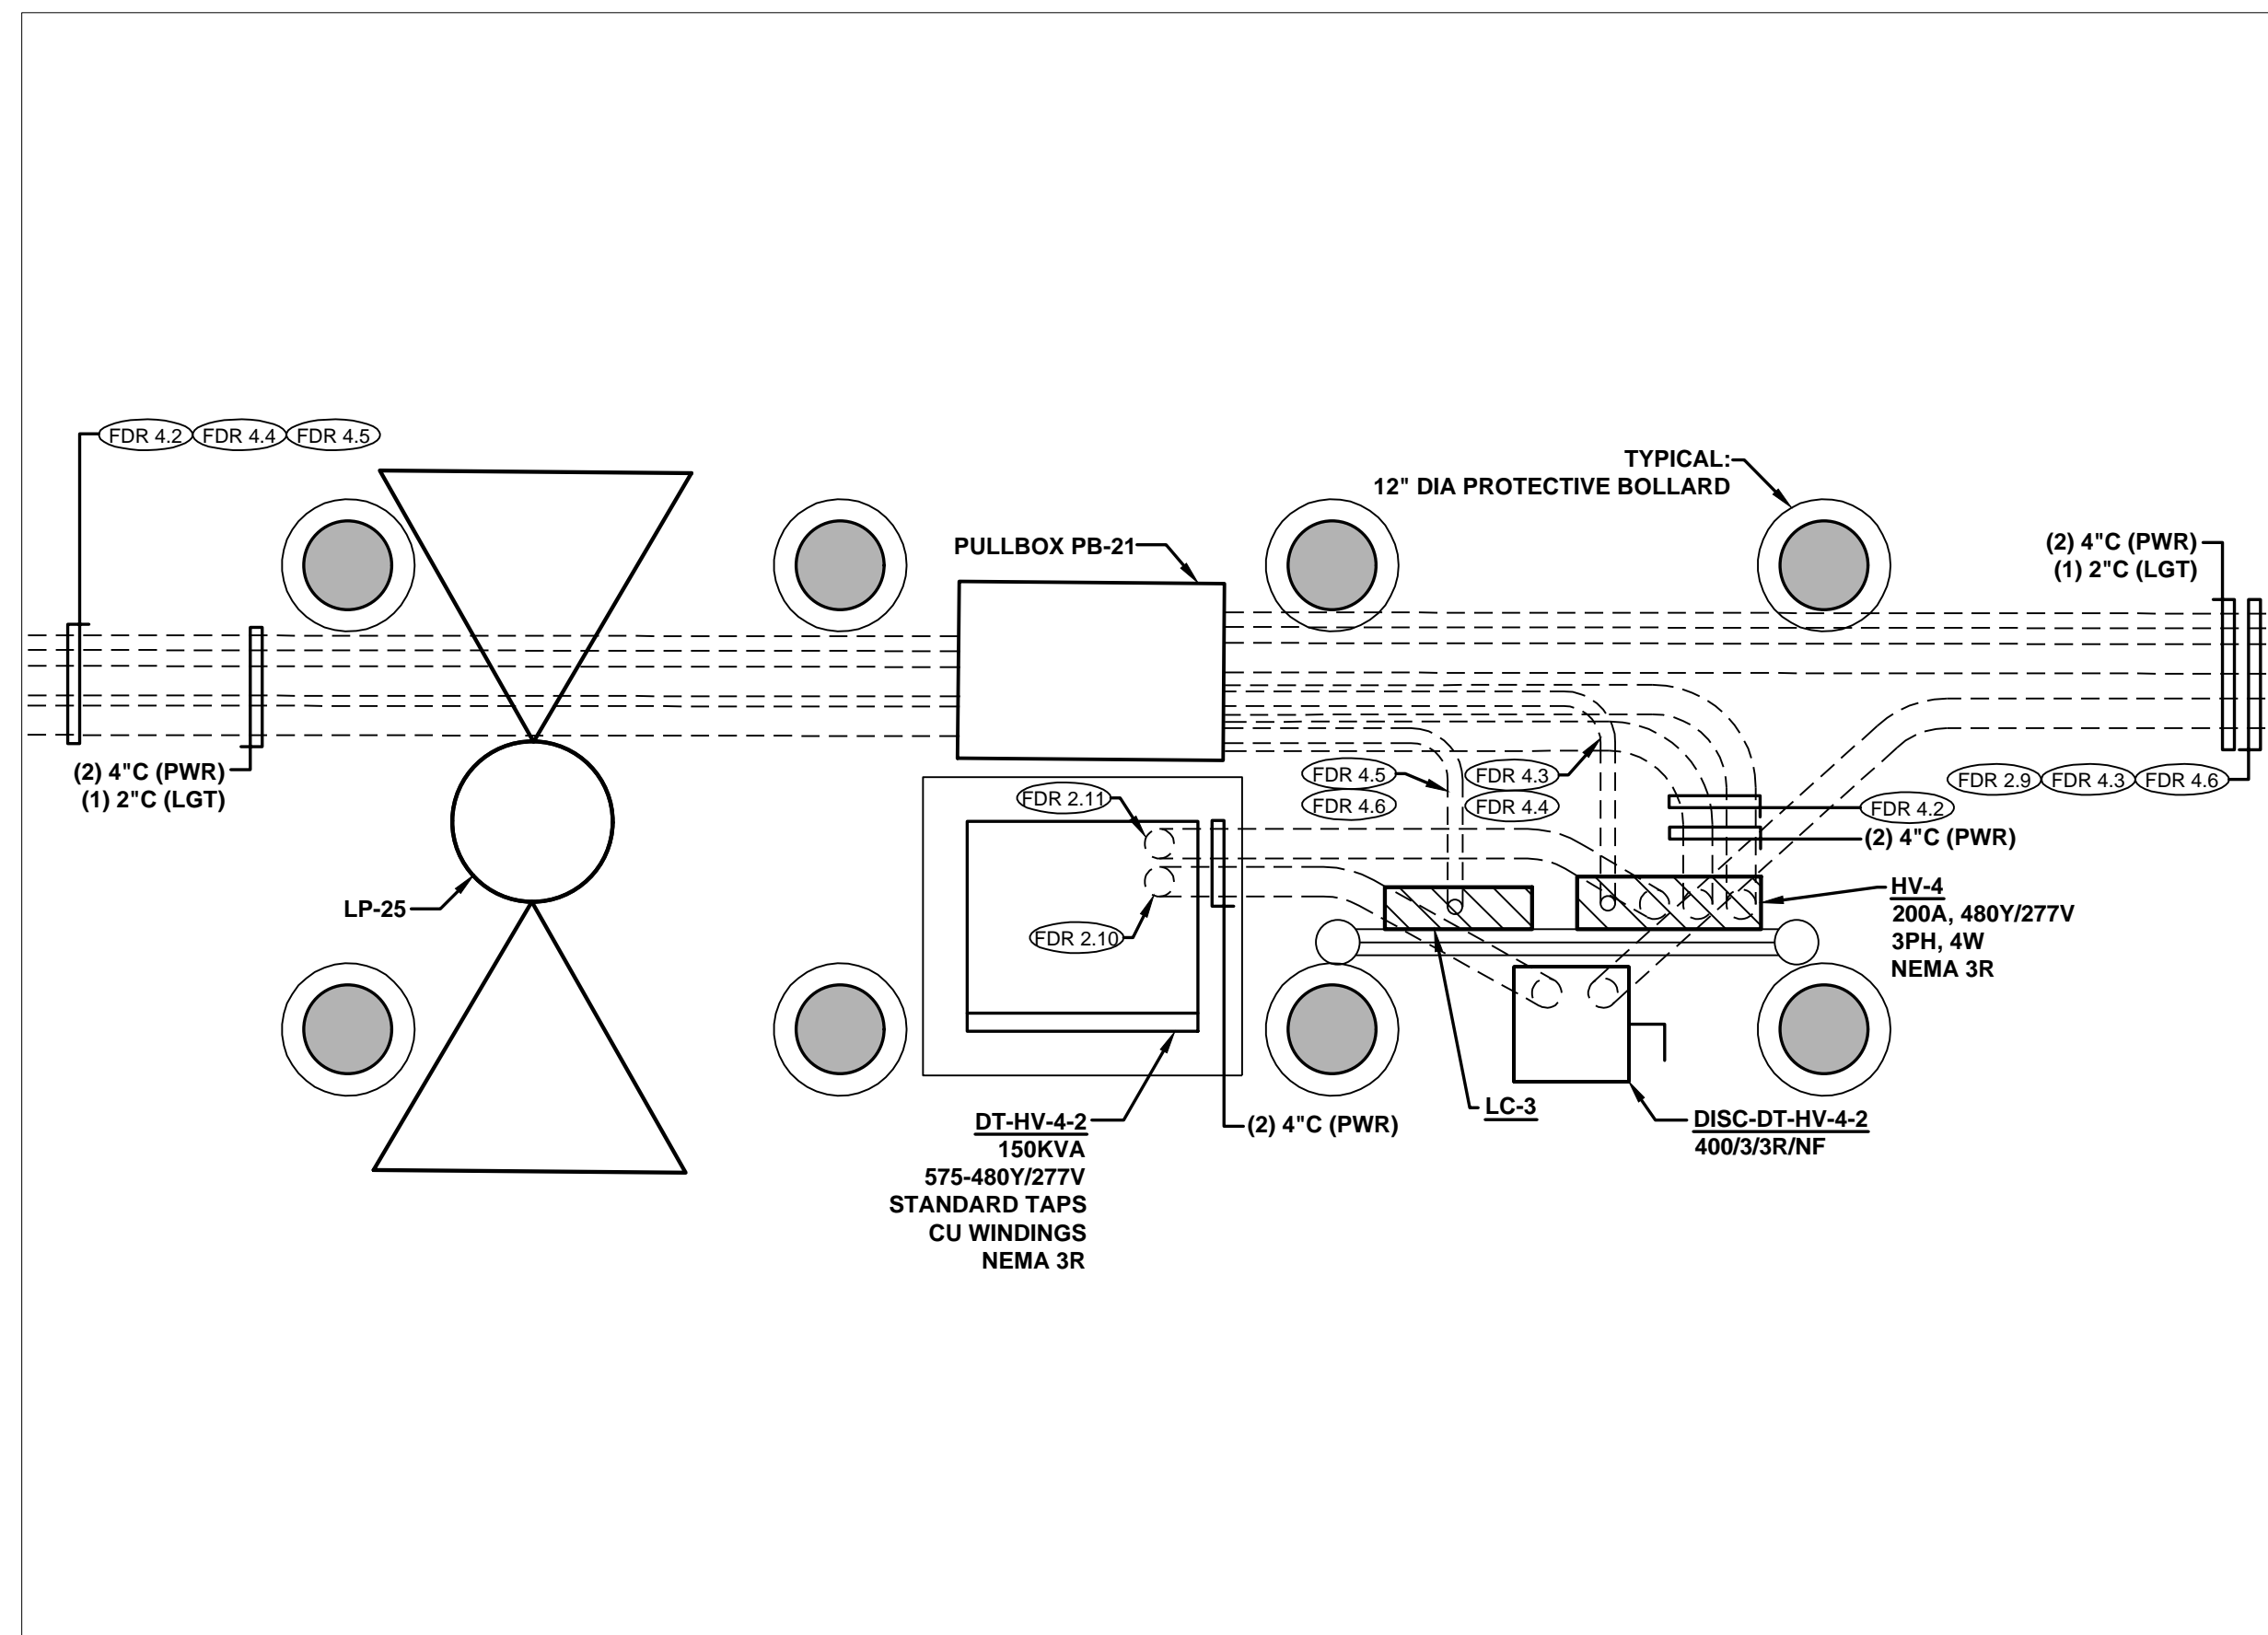 FDR 4.2 FDR 4.4 FDR 4.5
TYPICAL:
12" DIA PROTECTIVE BOLLARD
PULLBOX PB-21
(2) 4"C (PWR)
(1) 2"C (LGT)
(2) 4"C (PWR)
(1) 2"C (LGT)
FDR 4.5
FDR 4.6
FDR 4.3
FDR 4.4
FDR 2.9 FDR 4.3 FDR 4.6
FDR 2.11
FDR 4.2
(2) 4"C (PWR)
LP-25
FDR 2.10
HV-4
200A, 480Y/277V
3PH, 4W
NEMA 3R
DT-HV-4-2
150KVA
575-480Y/277V
STANDARD TAPS
CU WINDINGS
NEMA 3R
(2) 4"C (PWR)
LC-3
DISC-DT-HV-4-2
400/3/3R/NF